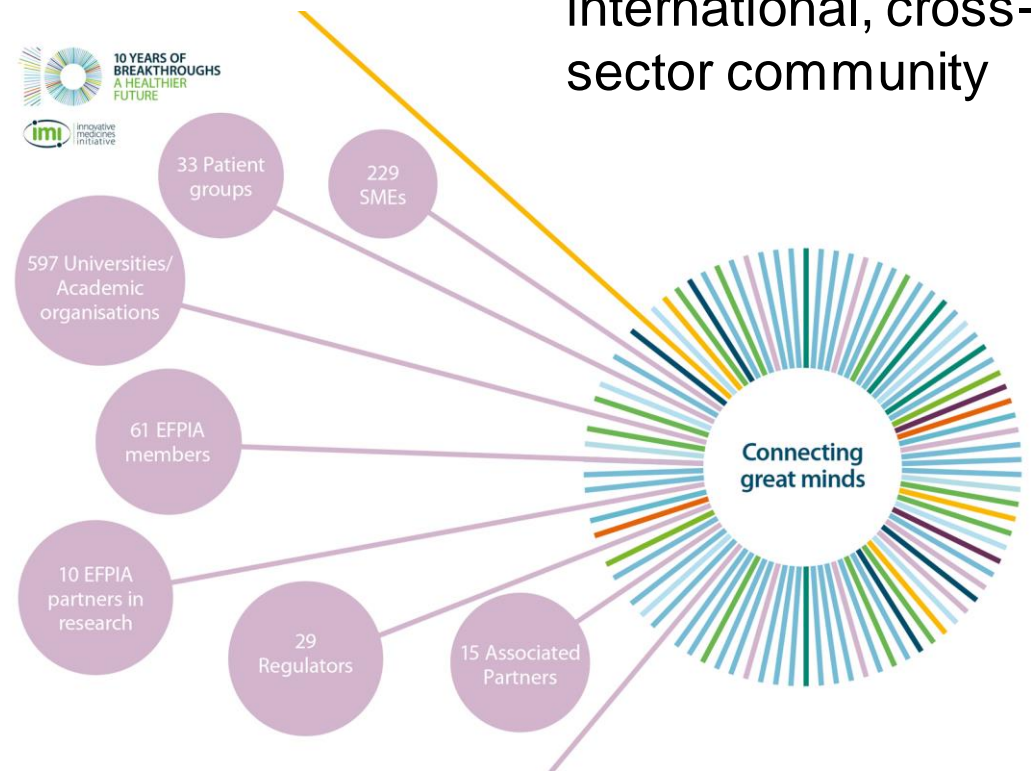 international, cross-
sector community
10 YEARS OF
BREAKTHROUGHS
A HEALTHIER
FUTURE
imi
innovative
medicines
initiative
33 Patient
groups
229
SMEs
597 Universities/
Academic
organisations
61 EFPIA
members
Connecting
great minds
10 EFPIA
partners in
research
29
Regulators
15 Associated
Partners